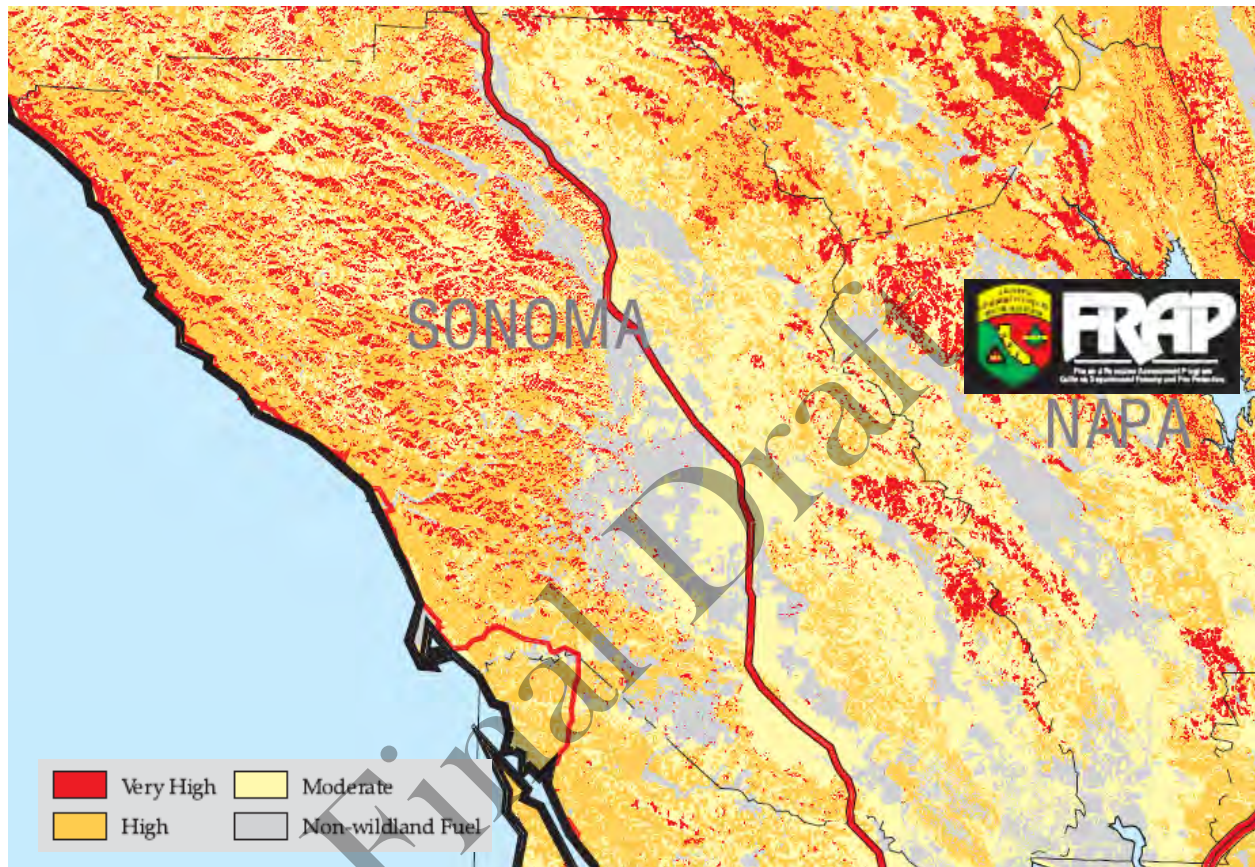 SONOMA
FRAP
NAPA
Final Draft
Very High
Moderate
High
Non-wildland Fuel